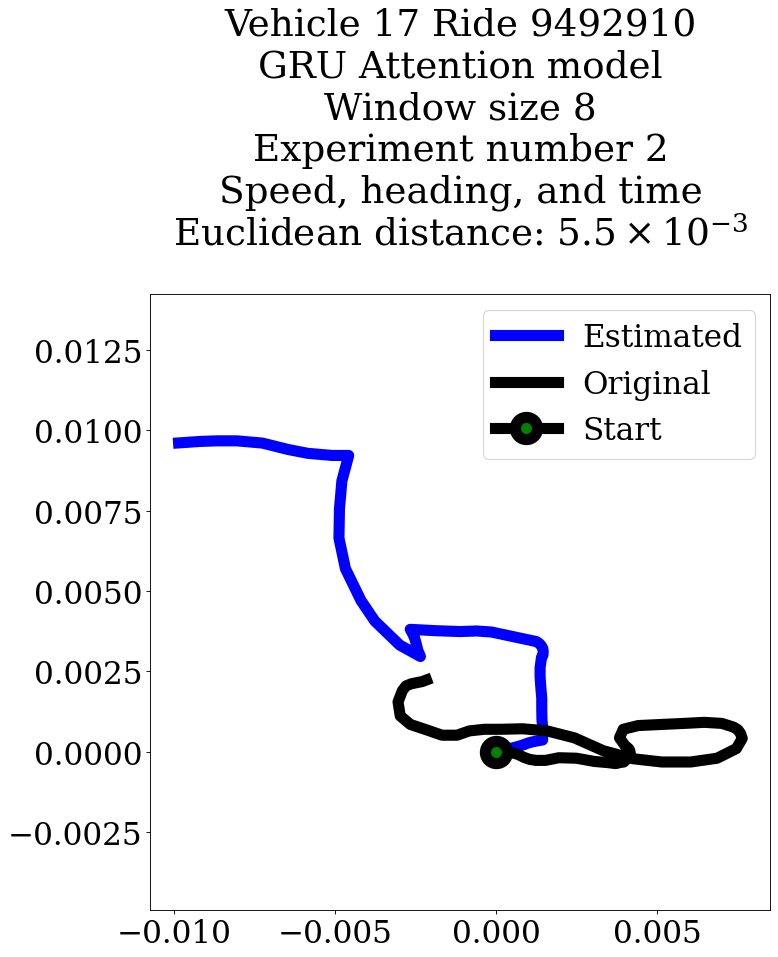 Vehicle 17 Ride 9492910
GRU Attention model
Window size 8
Experiment number 2
Speed, heading, and time
Euclidean distance: 5.5 × 10⁻³
Estimated
Original
Start
0.0125
0.0100
0.0075
0.0050
0.0025
0.0000
−0.0025
−0.010 −0.005 0.000 0.005